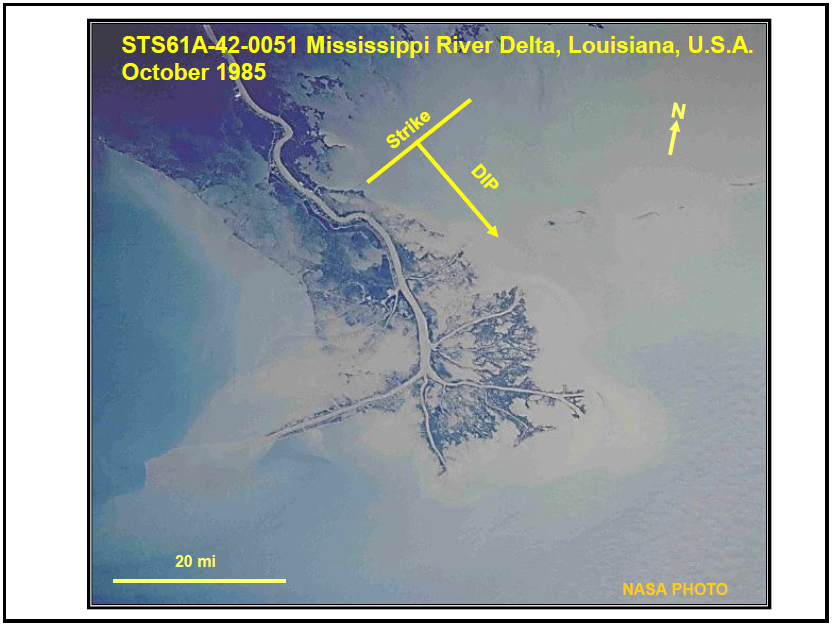 STS61A-42-0051 Mississippi River Delta, Louisiana, U.S.A.
October 1985
Strike
N
DIP
20 mi
NASA PHOTO